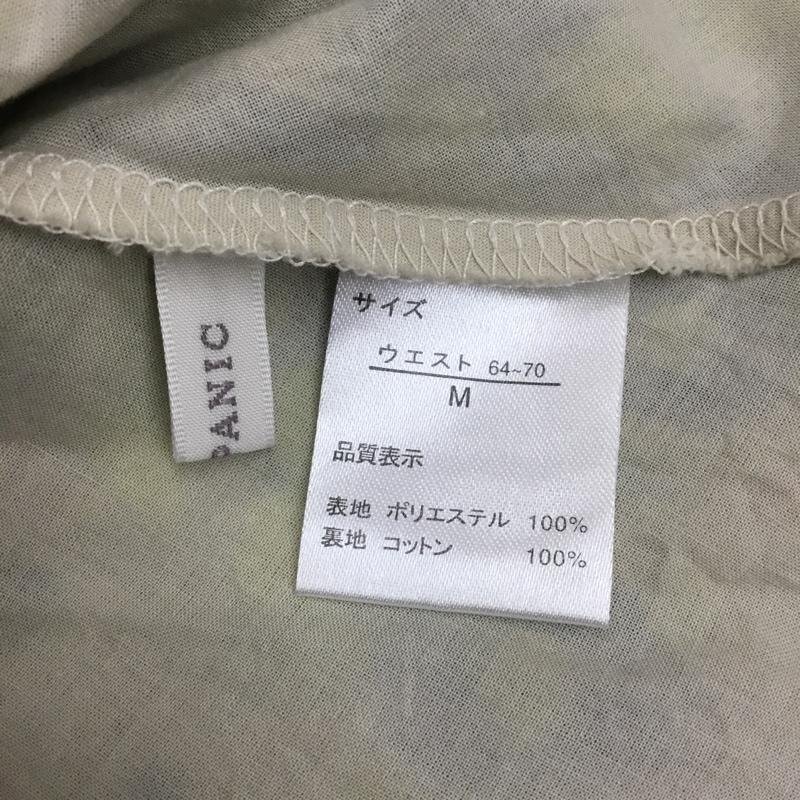 PANIC
サイズ
ウエスト 64~70
M
品質表示
表地 ポリエステル 100%
裏地 コットン 100%